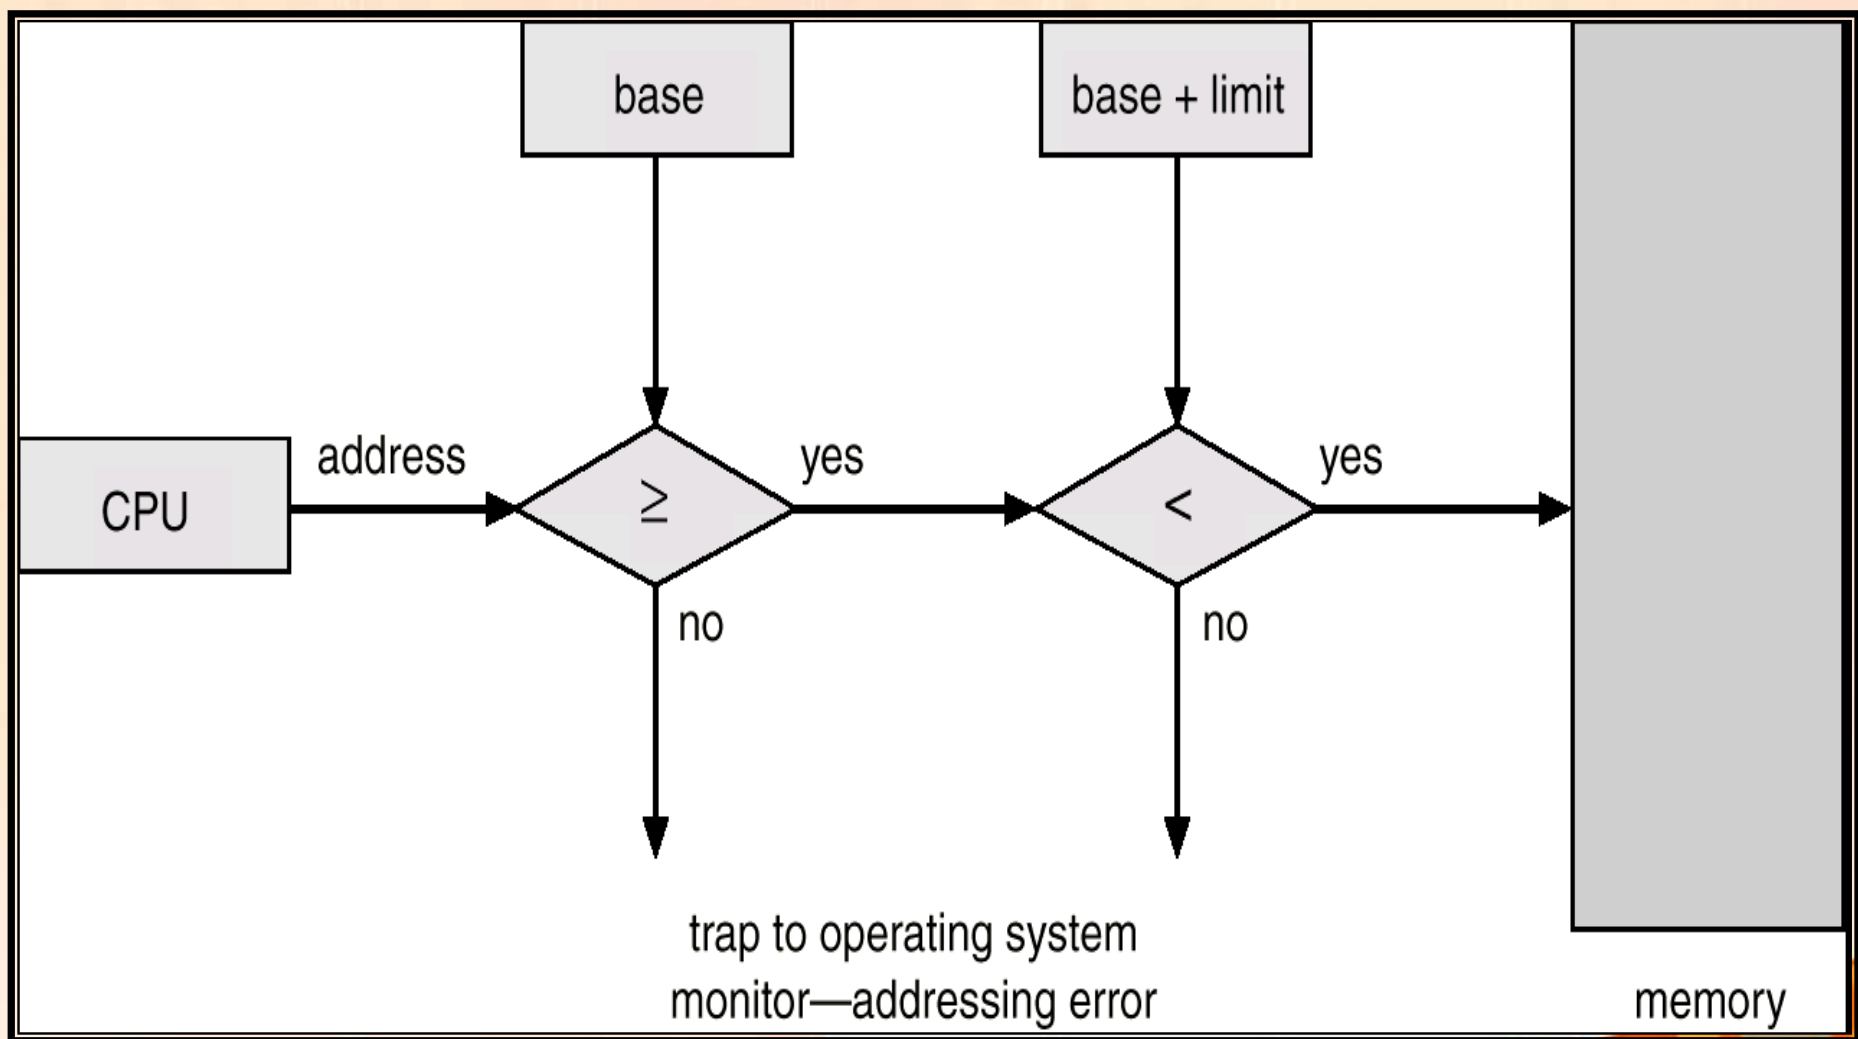 base
base + limit
address
yes
yes
CPU
≥
<
no
no
trap to operating system
monitor—addressing error
memory